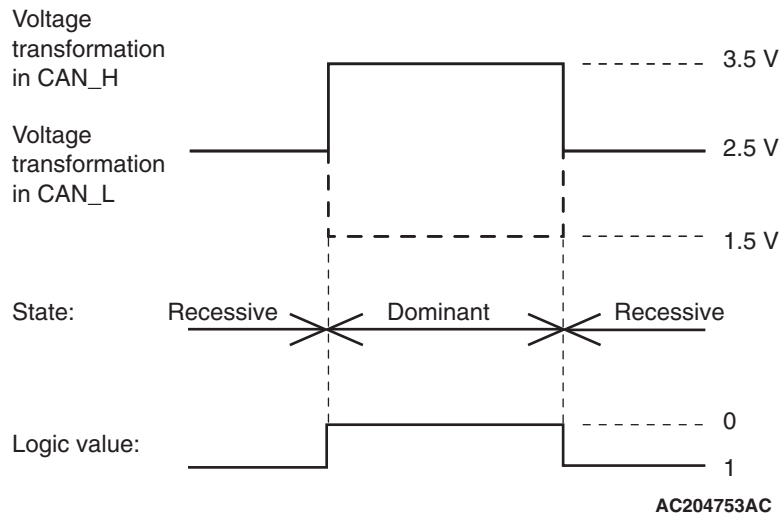 Voltage
transformation
in CAN_H
3.5 V
Voltage
transformation
in CAN_L
2.5 V
1.5 V
State:
Recessive
Dominant
Recessive
0
Logic value:
1
AC204753AC